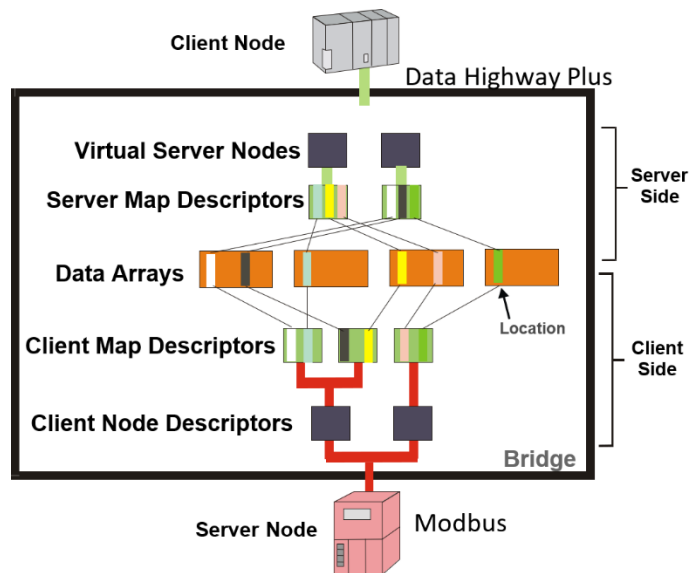 Client Node
Data Highway Plus
Virtual Server Nodes
Server Map Descriptors
Server
Side
Data Arrays
Location
Client Map Descriptors
Client
Side
Client Node Descriptors
Bridge
Server Node
Modbus